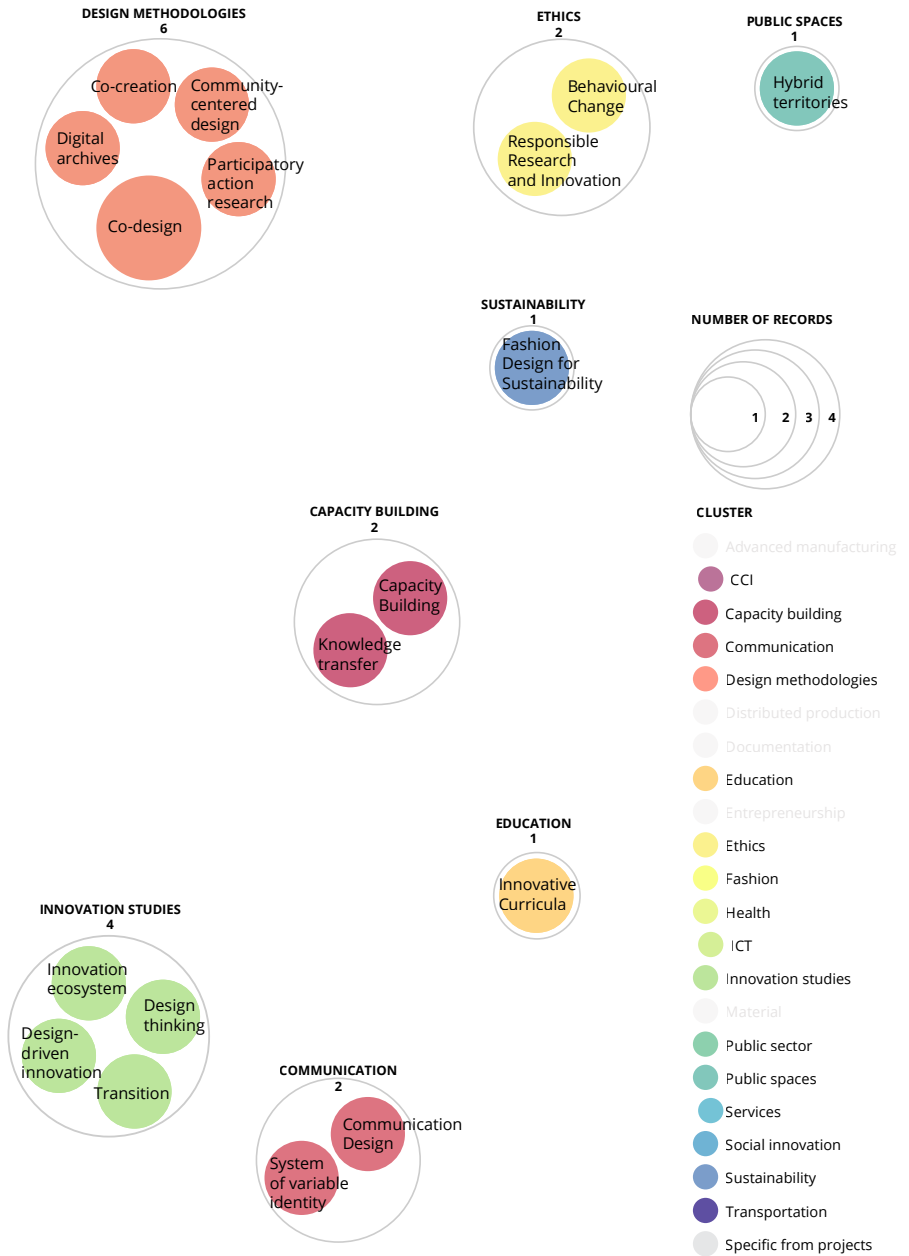 DESIGN METHODOLOGIES
6
Co-creation
Community-
centered
design
Digital
archives
Participatory
action
research
Co-design
ETHICS
2
Behavioural
Change
Responsible
Research
and Innovation
PUBLIC SPACES
1
Hybrid
territories
SUSTAINABILITY
1
Fashion
Design for
Sustainability
NUMBER OF RECORDS
1 2 3 4
CAPACITY BUILDING
2
Capacity
Building
Knowledge
transfer
EDUCATION
1
Innovative
Curricula
INNOVATION STUDIES
4
Innovation
ecosystem
Design
thinking
Design-
driven
innovation
Transition
COMMUNICATION
2
Communication
Design
System
of variable
identity
CLUSTER
Advanced manufacturing
CCI
Capacity building
Communication
Design methodologies
Distributed production
Documentation
Education
Entrepreneurship
Ethics
Fashion
Health
ICT
Innovation studies
Material
Public sector
Public spaces
Services
Social innovation
Sustainability
Transportation
Specific from projects